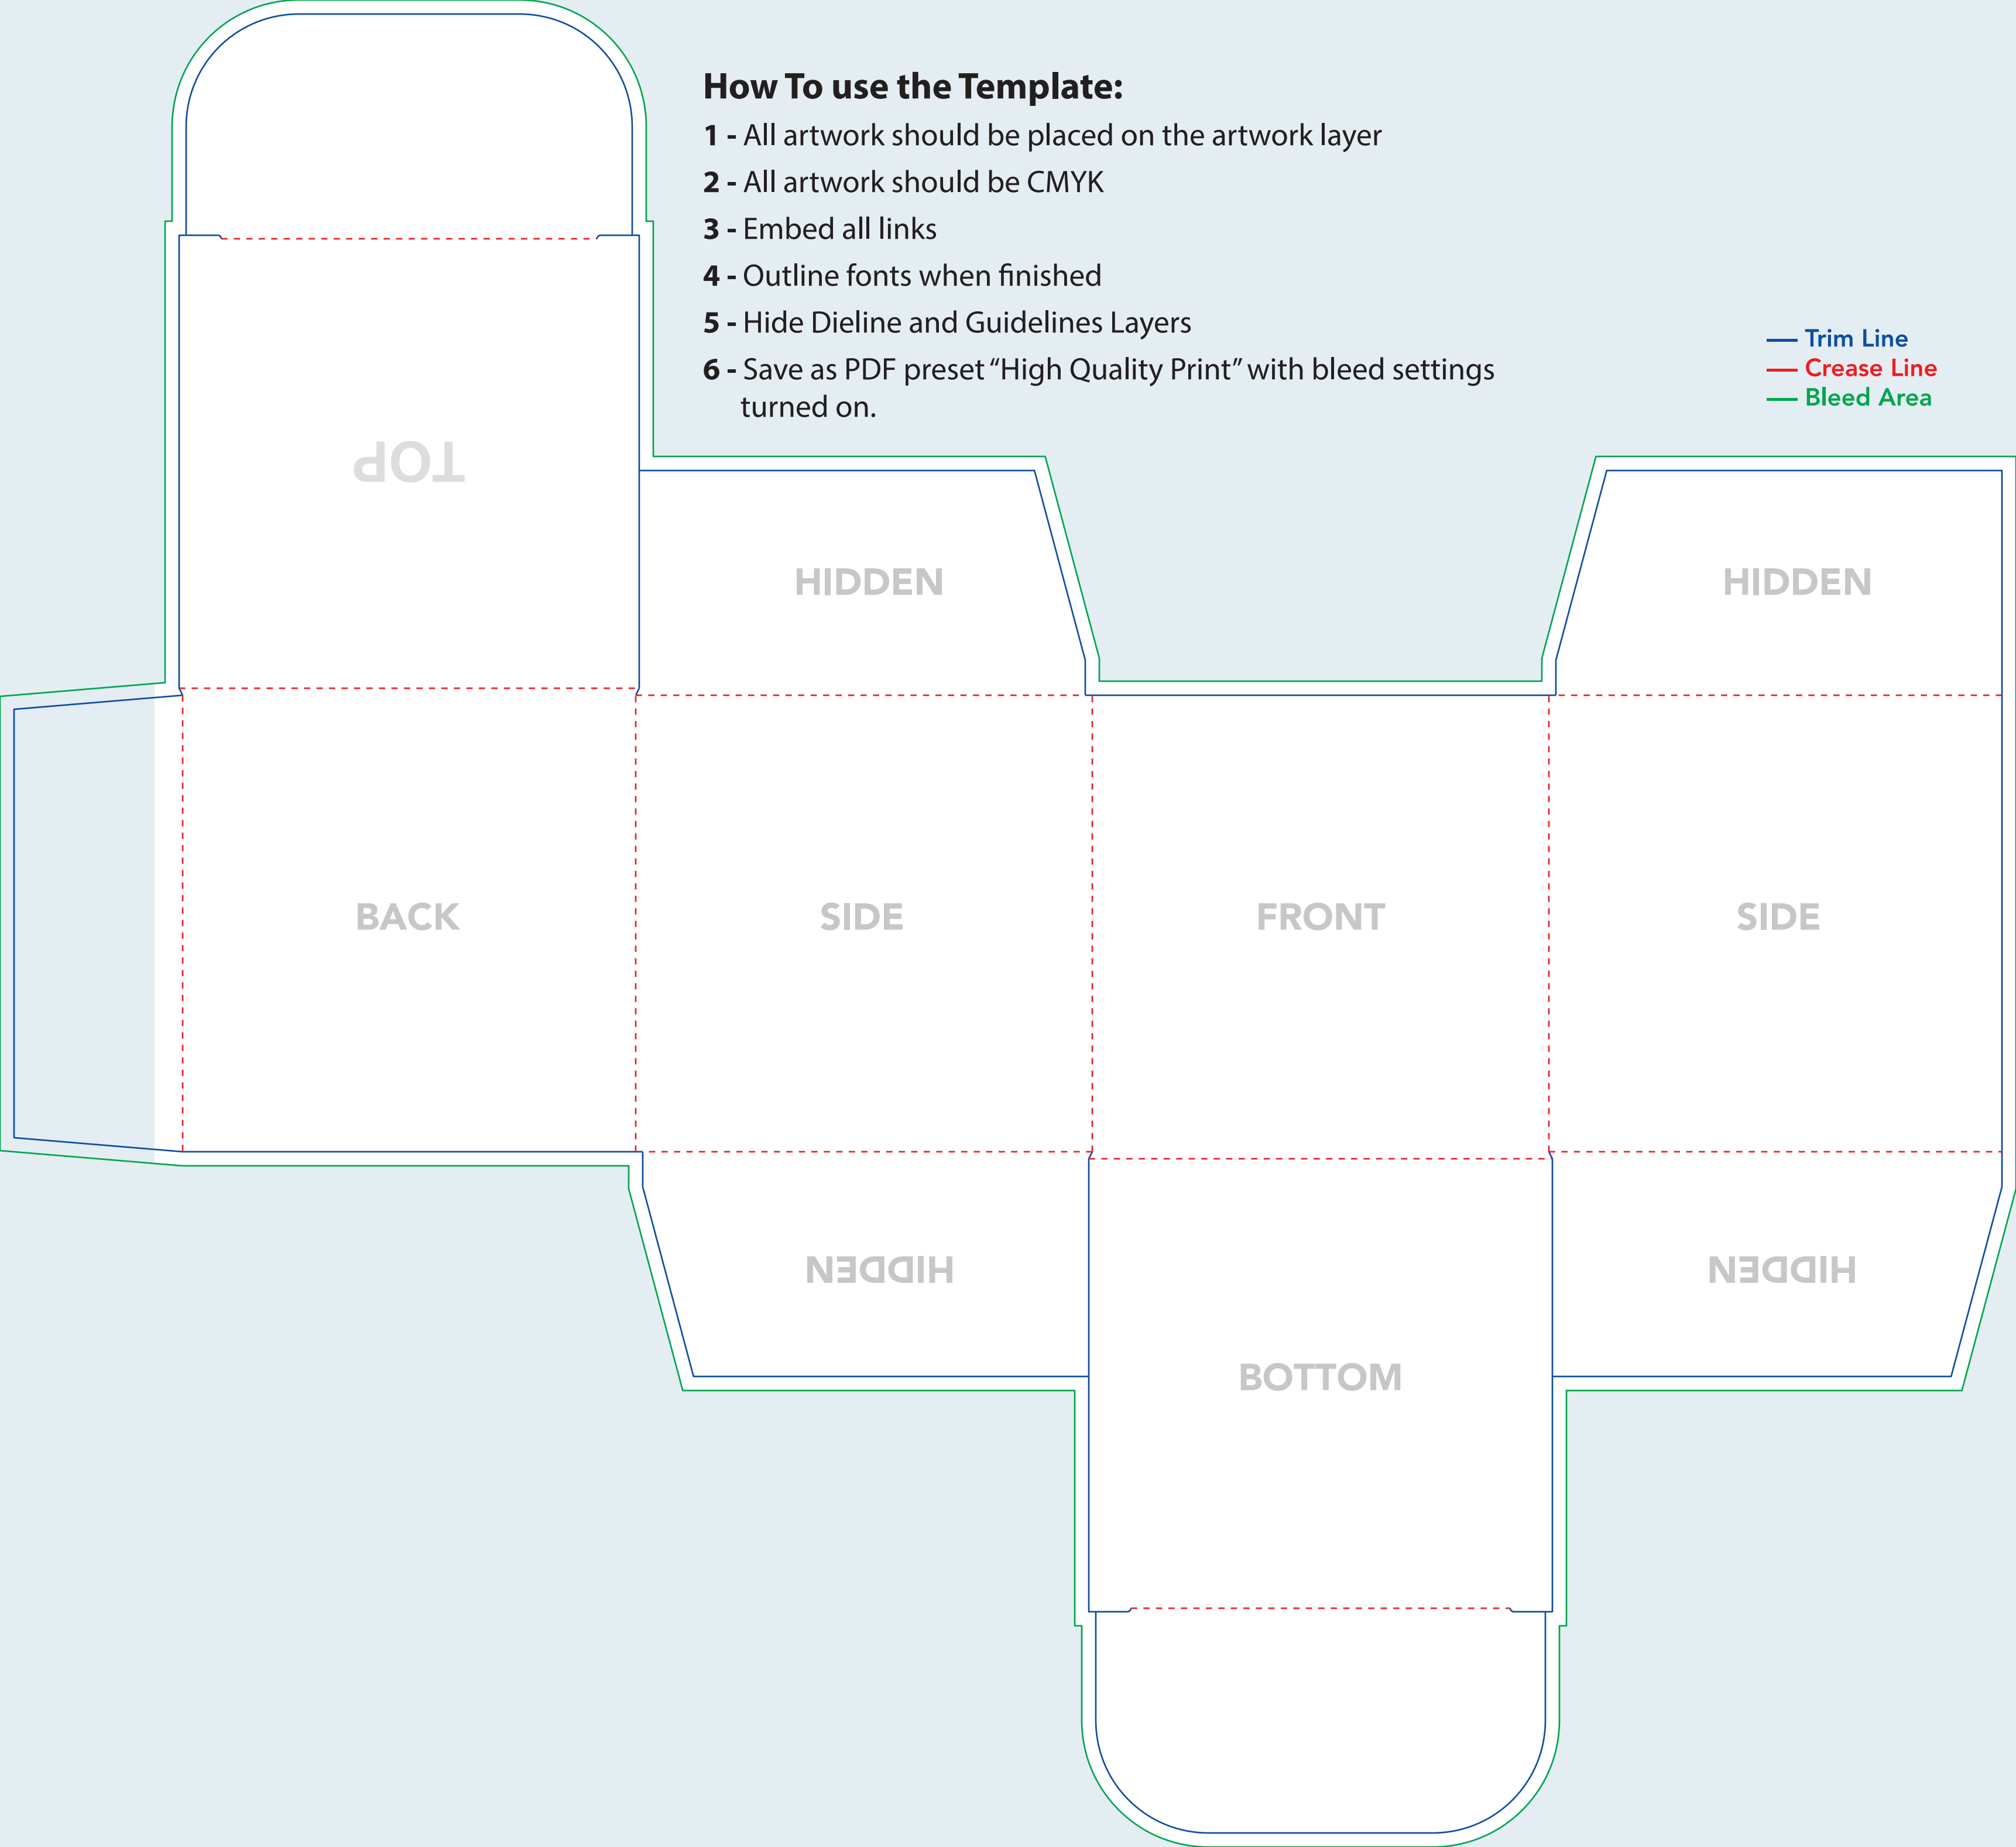 How To use the Template:
1 - All artwork should be placed on the artwork layer
2 - All artwork should be CMYK
3 - Embed all links
4 - Outline fonts when finished
5 - Hide Dieline and Guidelines Layers
6 - Save as PDF preset “High Quality Print” with bleed settings
turned on.
Trim Line
Crease Line
Bleed Area
TOP
HIDDEN
HIDDEN
BACK
SIDE
FRONT
SIDE
HIDDEN
HIDDEN
BOTTOM